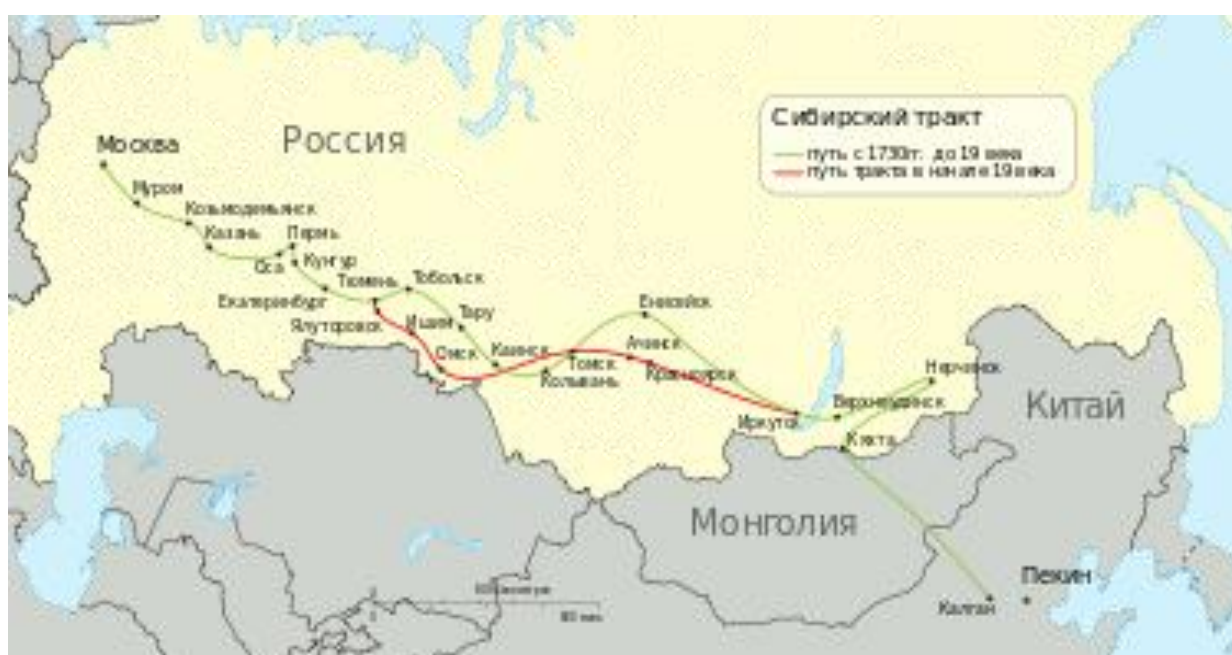 Сибирский тракт
путь с 1730гг. до 19 века
путь тракта в начале 19 века
Россия
Москва
Муром
Козьмодемьянск
Казань
Пермь
Оса
Кунгур
Тюмень
Тобольск
Екатеринбург
Ялуторовск
Ишим
Тару
Енисейск
Омск
Каинск
Томск
Ачинск
Колывань
Красноярск
Нерчинск
Иркутск
Верхнеудинск
Китай
Кяхта
Монголия
Пекин
Калган